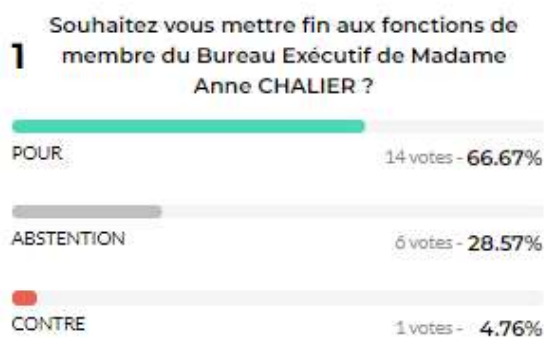 1
Souhaitez vous mettre fin aux fonctions de
membre du Bureau Exécutif de Madame
Anne CHALIER ?
POUR 14 votes - 66.67%
ABSTENTION 6 votes - 28.57%
CONTRE 1 votes - 4.76%